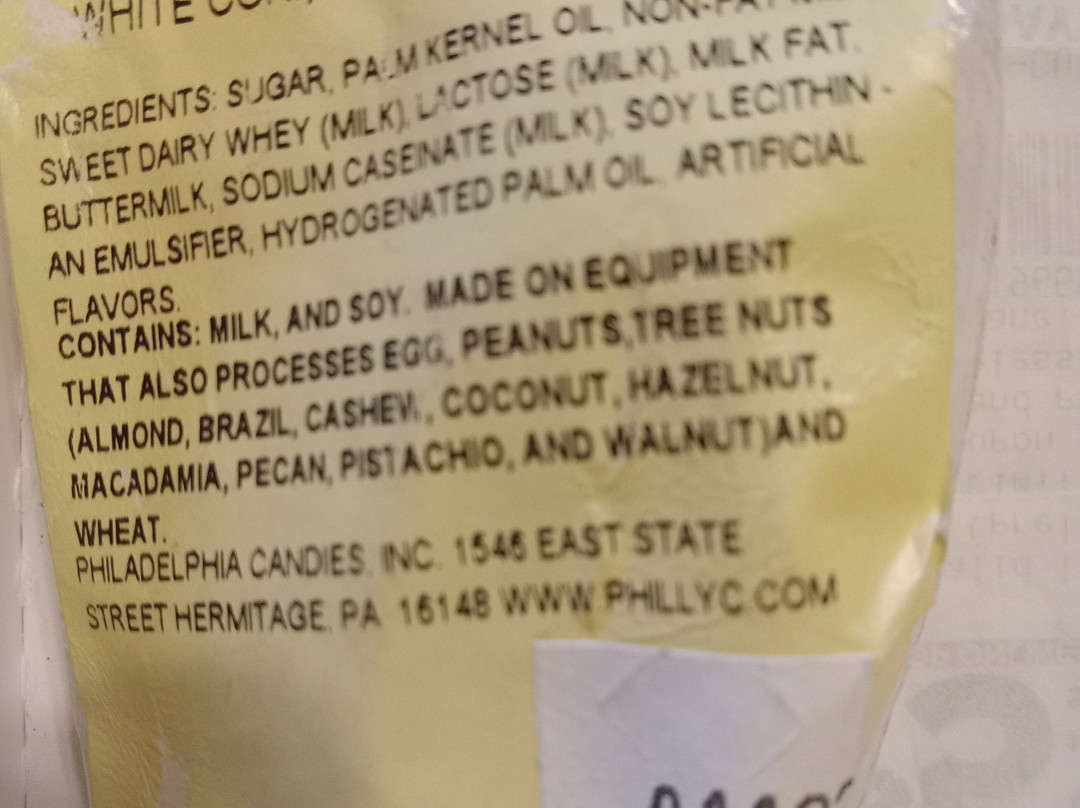 WHITE
INGREDIENTS: SUGAR, PALM KERNEL OIL, NON-FAT
SWEET DAIRY WHEY (MILK), LACTOSE (MILK), MILK FAT.
BUTTERMILK, SODIUM CASEINATE (MILK), SOY LECITHIN -
AN EMULSIFIER, HYDROGENATED PALM OIL, ARTIFICIAL
FLAVORS.
CONTAINS: MILK, AND SOY. MADE ON EQUIPMENT
THAT ALSO PROCESSES EGG, PEANUTS,TREE NUTS
(ALMOND, BRAZIL, CASHEW, COCONUT, HAZELNUT,
MACADAMIA, PECAN, PISTACHIO, AND WALNUT)AND
WHEAT.
PHILADELPHIA CANDIES, INC. 1546 EAST STATE
STREET HERMITAGE, PA 16148 WWW.PHILLYC.COM